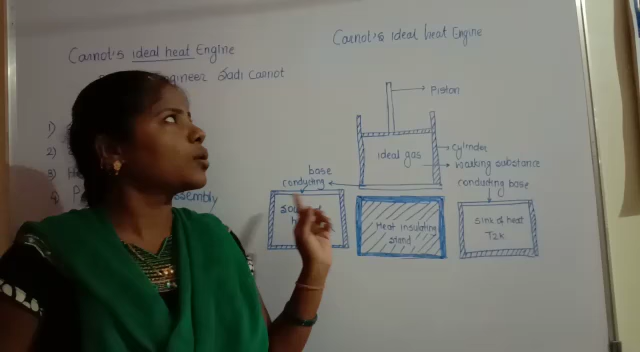 Carnot's ideal heat Engine
Engineer Sadi Carnot
1)
2)
3)
4)
assembly
Carnot's ideal heat Engine
Piston
ideal gas
cylinder
working substance
base
conducting
conducting base
Heat insulating
stand
Sink of heat
T2K